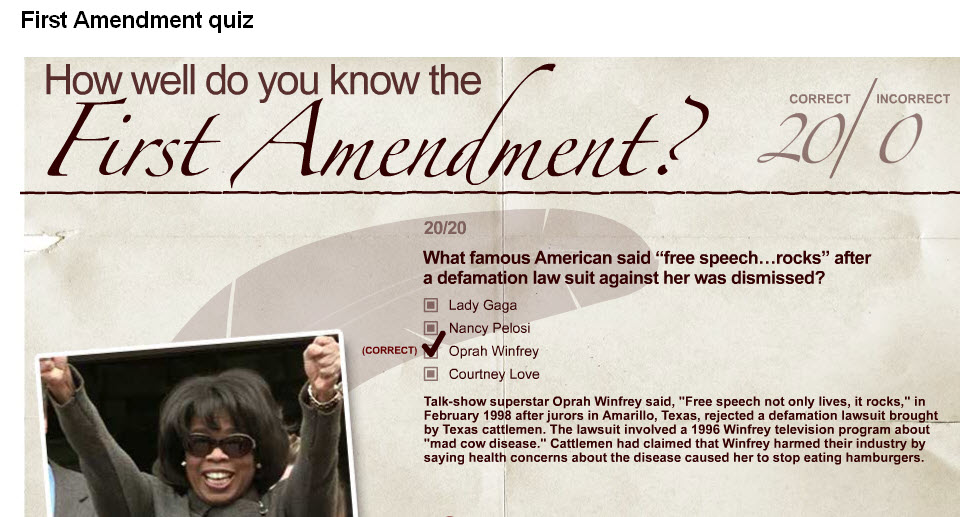 First Amendment quiz
How well do you know the
First Amendment?
CORRECT / INCORRECT
20/0
20/20
What famous American said “free speech…rocks” after
a defamation law suit against her was dismissed?
Lady Gaga
Nancy Pelosi
(CORRECT) Oprah Winfrey
Courtney Love
Talk-show superstar Oprah Winfrey said, "Free speech not only lives, it rocks," in
February 1998 after jurors in Amarillo, Texas, rejected a defamation lawsuit brought
by Texas cattlemen. The lawsuit involved a 1996 Winfrey television program about
"mad cow disease." Cattlemen had claimed that Winfrey harmed their industry by
saying health concerns about the disease caused her to stop eating hamburgers.